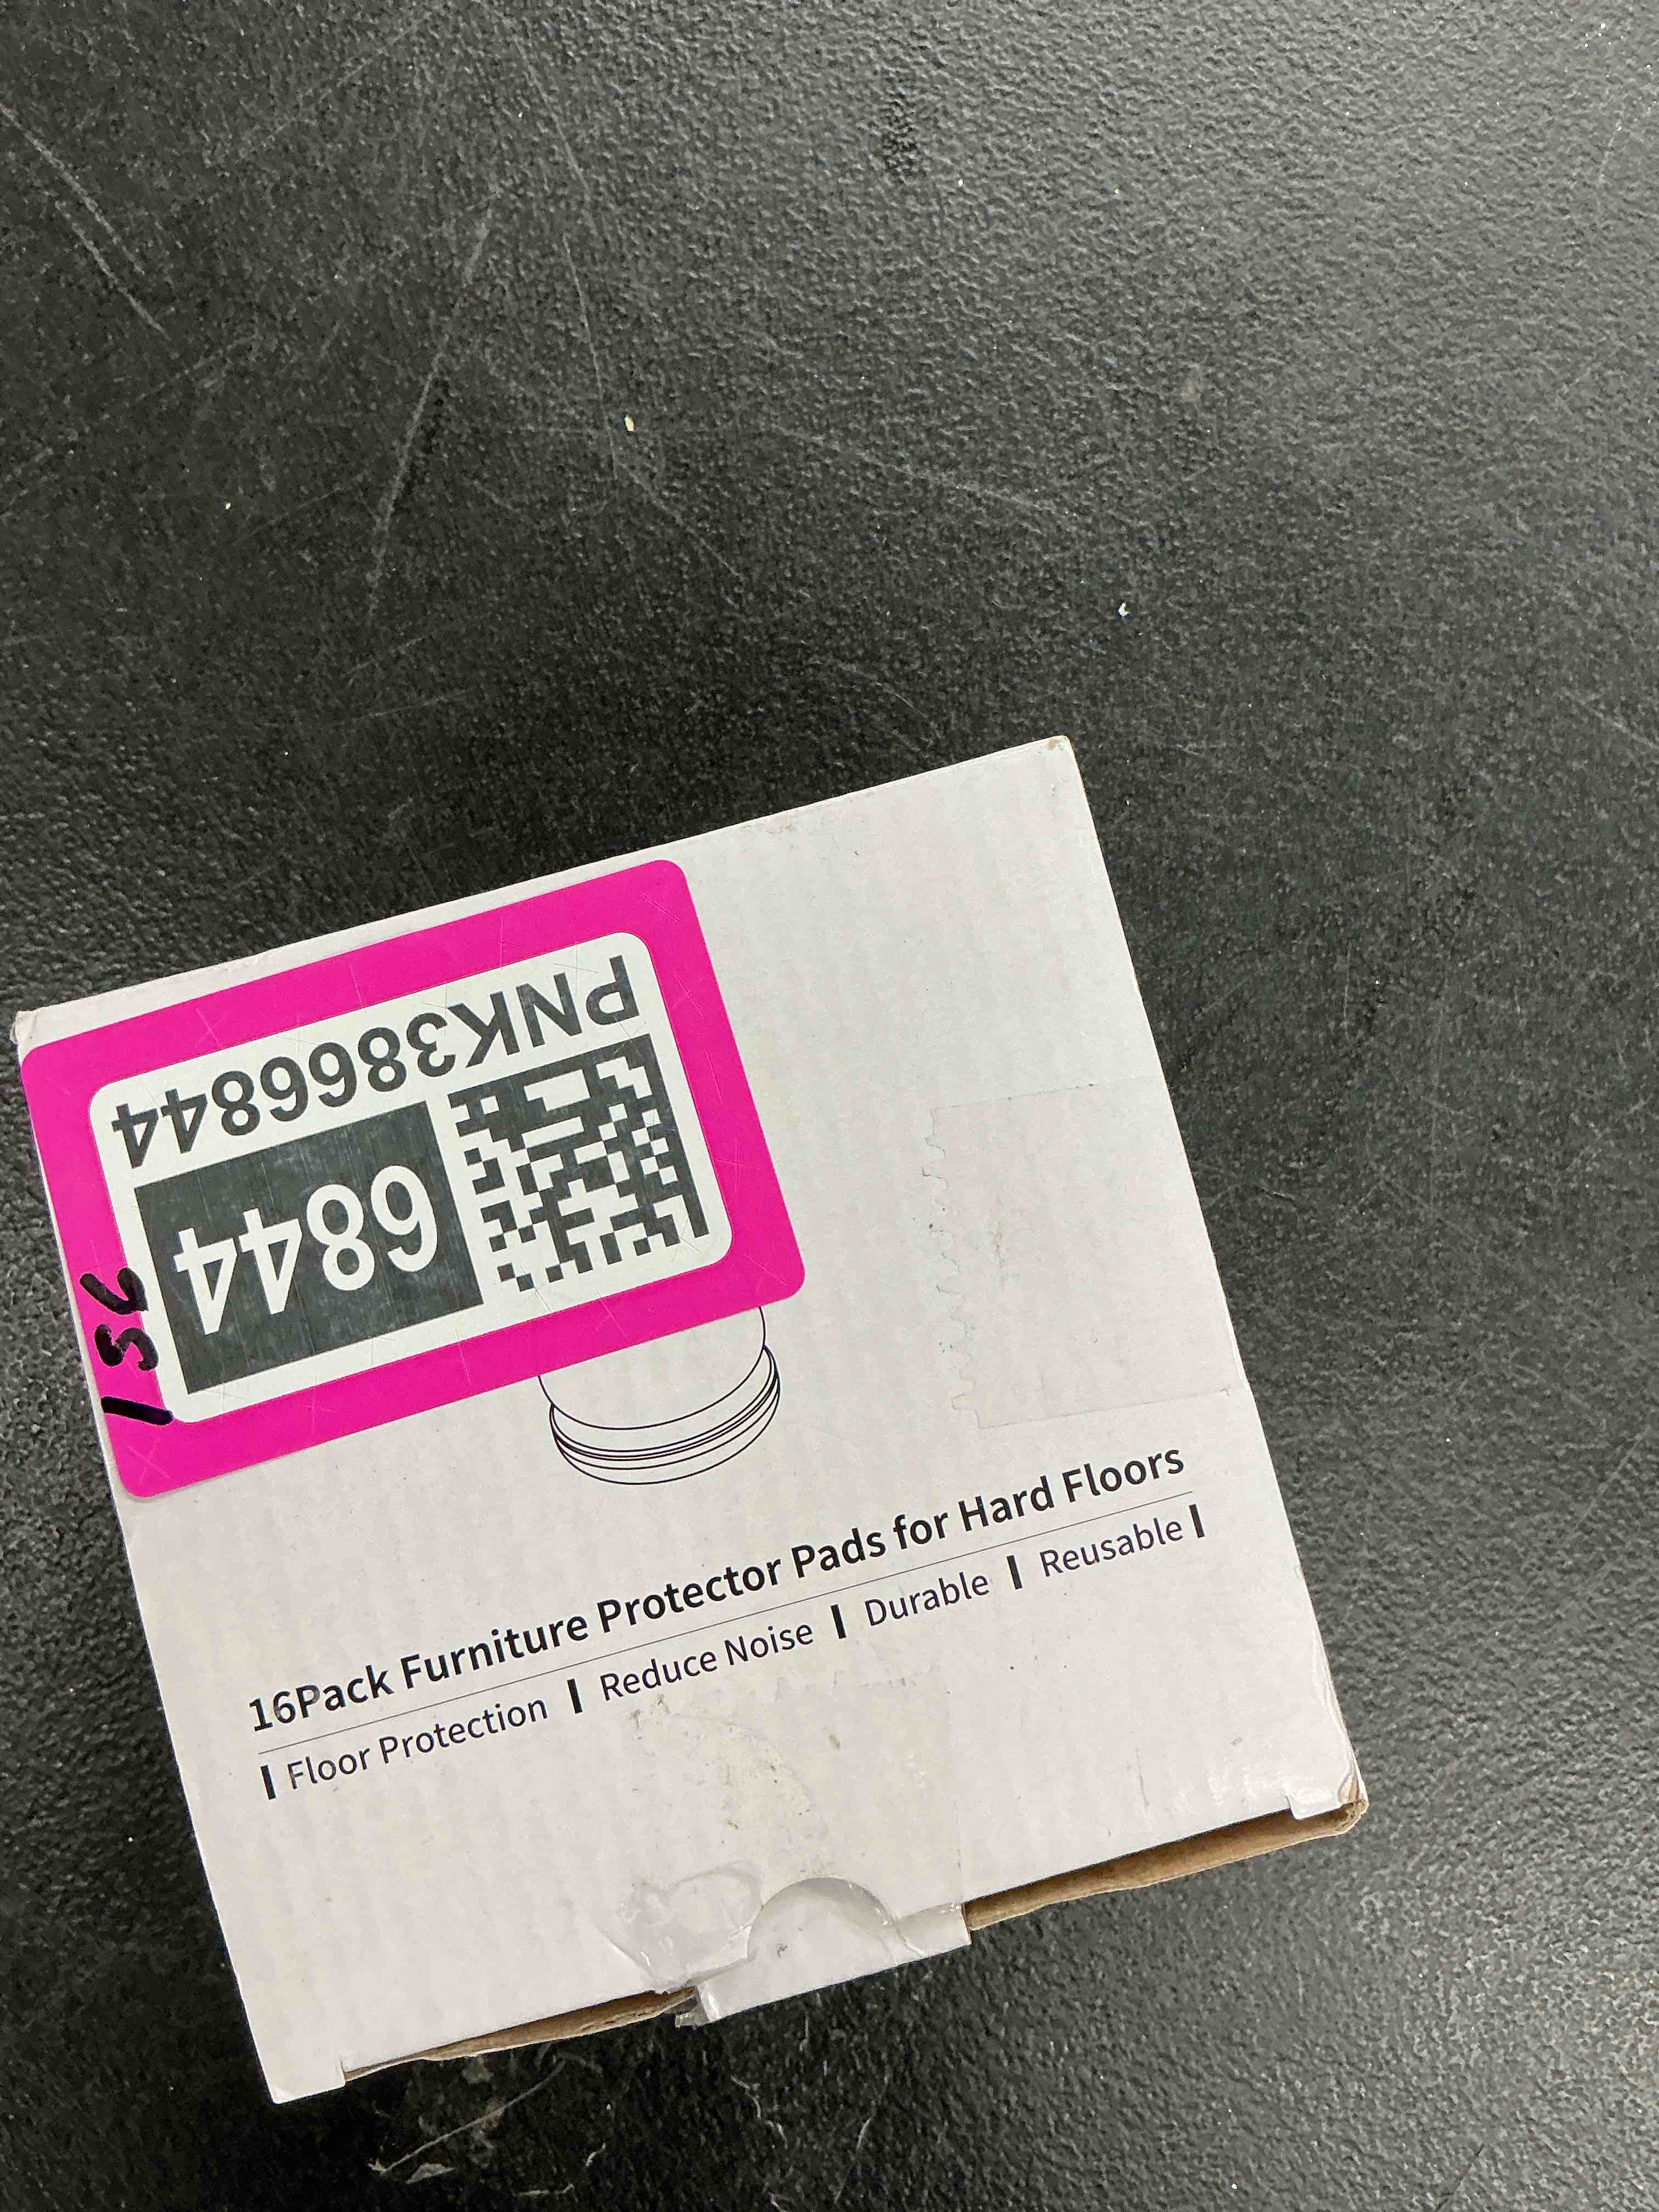 PNK3866844
6844
156
16Pack Furniture Protector Pads for Hard Floors
| Floor Protection | Reduce Noise | Durable | Reusable |